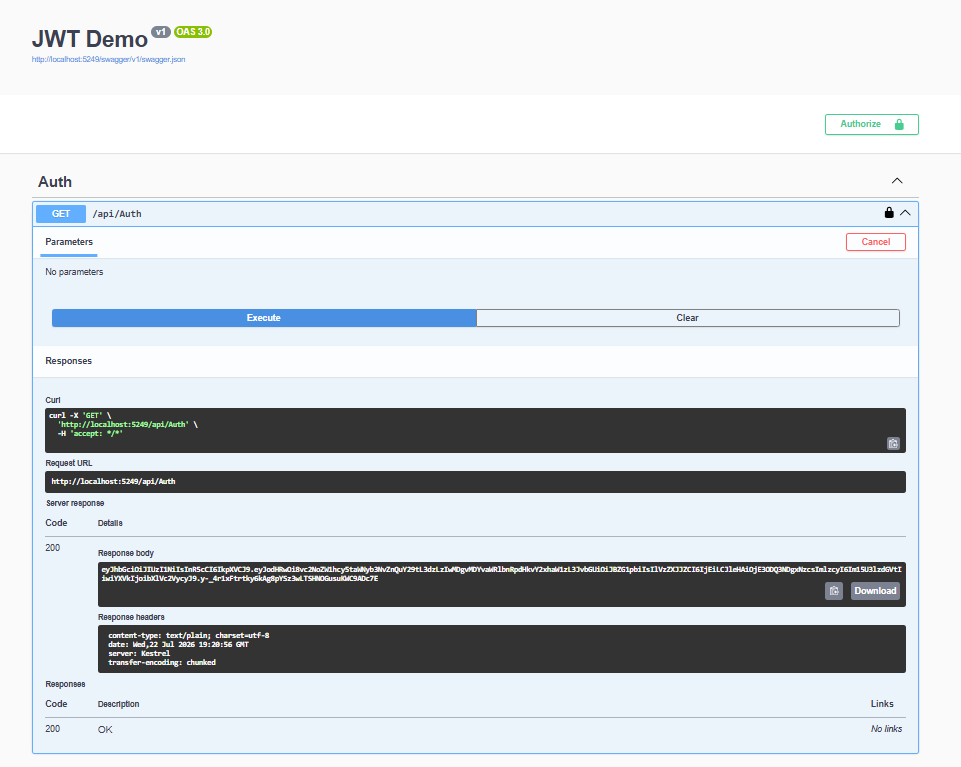 JWT Demo v1 OAS 3.0
http://localhost:5249/swagger/v1/swagger.json
Authorize
Auth
GET /api/Auth
Parameters
Cancel
No parameters
Execute
Clear
Responses
Curl
curl -X 'GET' \
'http://localhost:5249/api/Auth' \
-H 'accept: */*'
Request URL
http://localhost:5249/api/Auth
Server response
Code Details
200
Response body
Download
Response headers
content-type: text/plain; charset=utf-8
date: Wed,22 Jul 2026 19:20:56 GMT
server: Kestrel
transfer-encoding: chunked
Responses
Code Description Links
200 OK No links